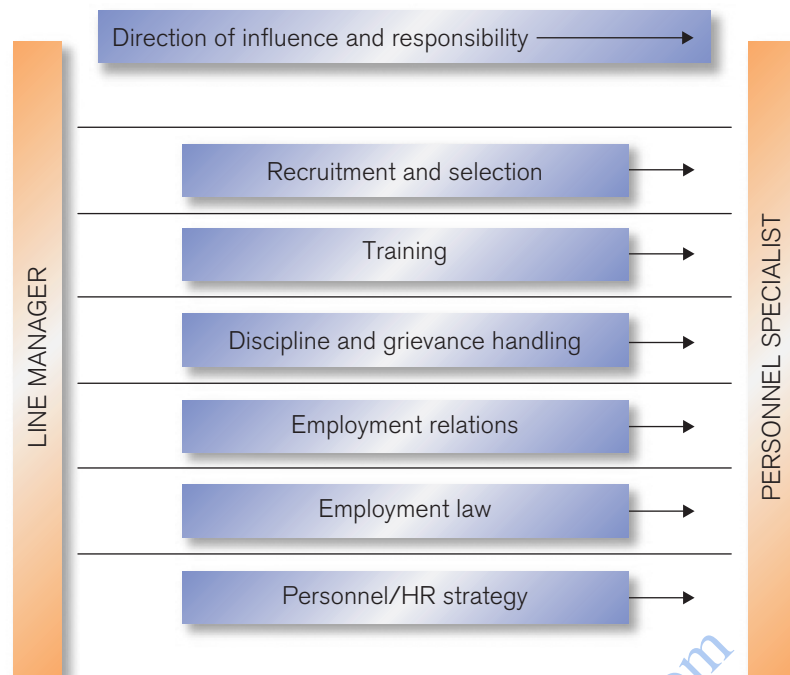 Direction of influence and responsibility
LINE MANAGER
Recruitment and selection
Training
Discipline and grievance handling
Employment relations
Employment law
Personnel/HR strategy
PERSONNEL SPECIALIST
om